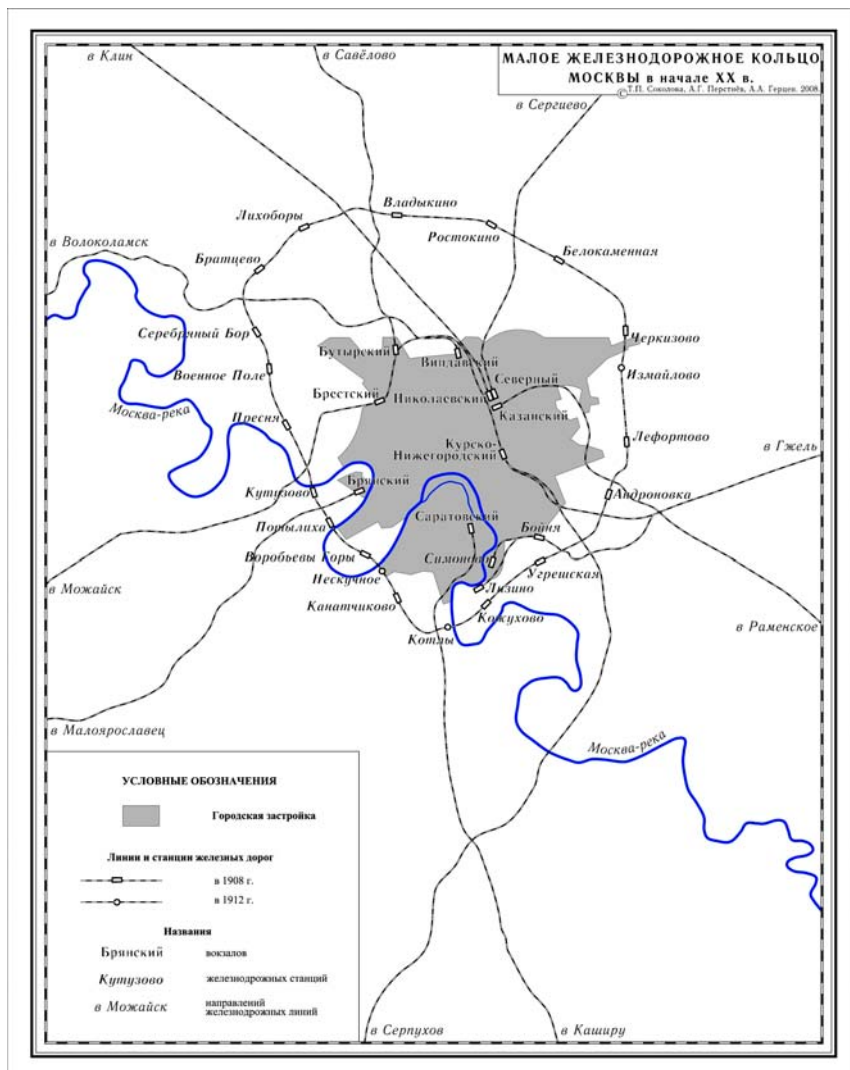 МАЛОЕ ЖЕЛЕЗНОДОРОЖНОЕ КОЛЬЦО
МОСКВЫ в начале XX в.
© Т.П. Соколова, А.Г. Перстнёв, А.А. Герцев. 2008.
в Клин
в Савёлово
в Сергиево
Владыкино
Лихоборы
Ростокино
в Волоколамск
Белокаменная
Братцево
Серебряный Бор
Черкизово
Бутырский
Виндавский
Военное Поле
Северный
Измайлово
Брестский
Николаевский
Москва-река
Казанский
Пресня
Лефортово
Курско-
Нижегородский
в Гжель
Брянский
Кутузово
Андроновка
Саратовский
Потылиха
Бойня
Воробьевы Горы
Симоново
Нескучное
Угрешская
в Можайск
Лизино
Канатчиково
Кожухово
в Раменское
Котлы
в Малоярославец
Москва-река
УСЛОВНЫЕ ОБОЗНАЧЕНИЯ
Городская застройка
Линии и станции железных дорог
в 1908 г.
в 1912 г.
Названия
Брянский
вокзалов
Кутузово
железнодрожных станций
в Можайск
направлений
железнодрожных линий
в Серпухов
в Каширу